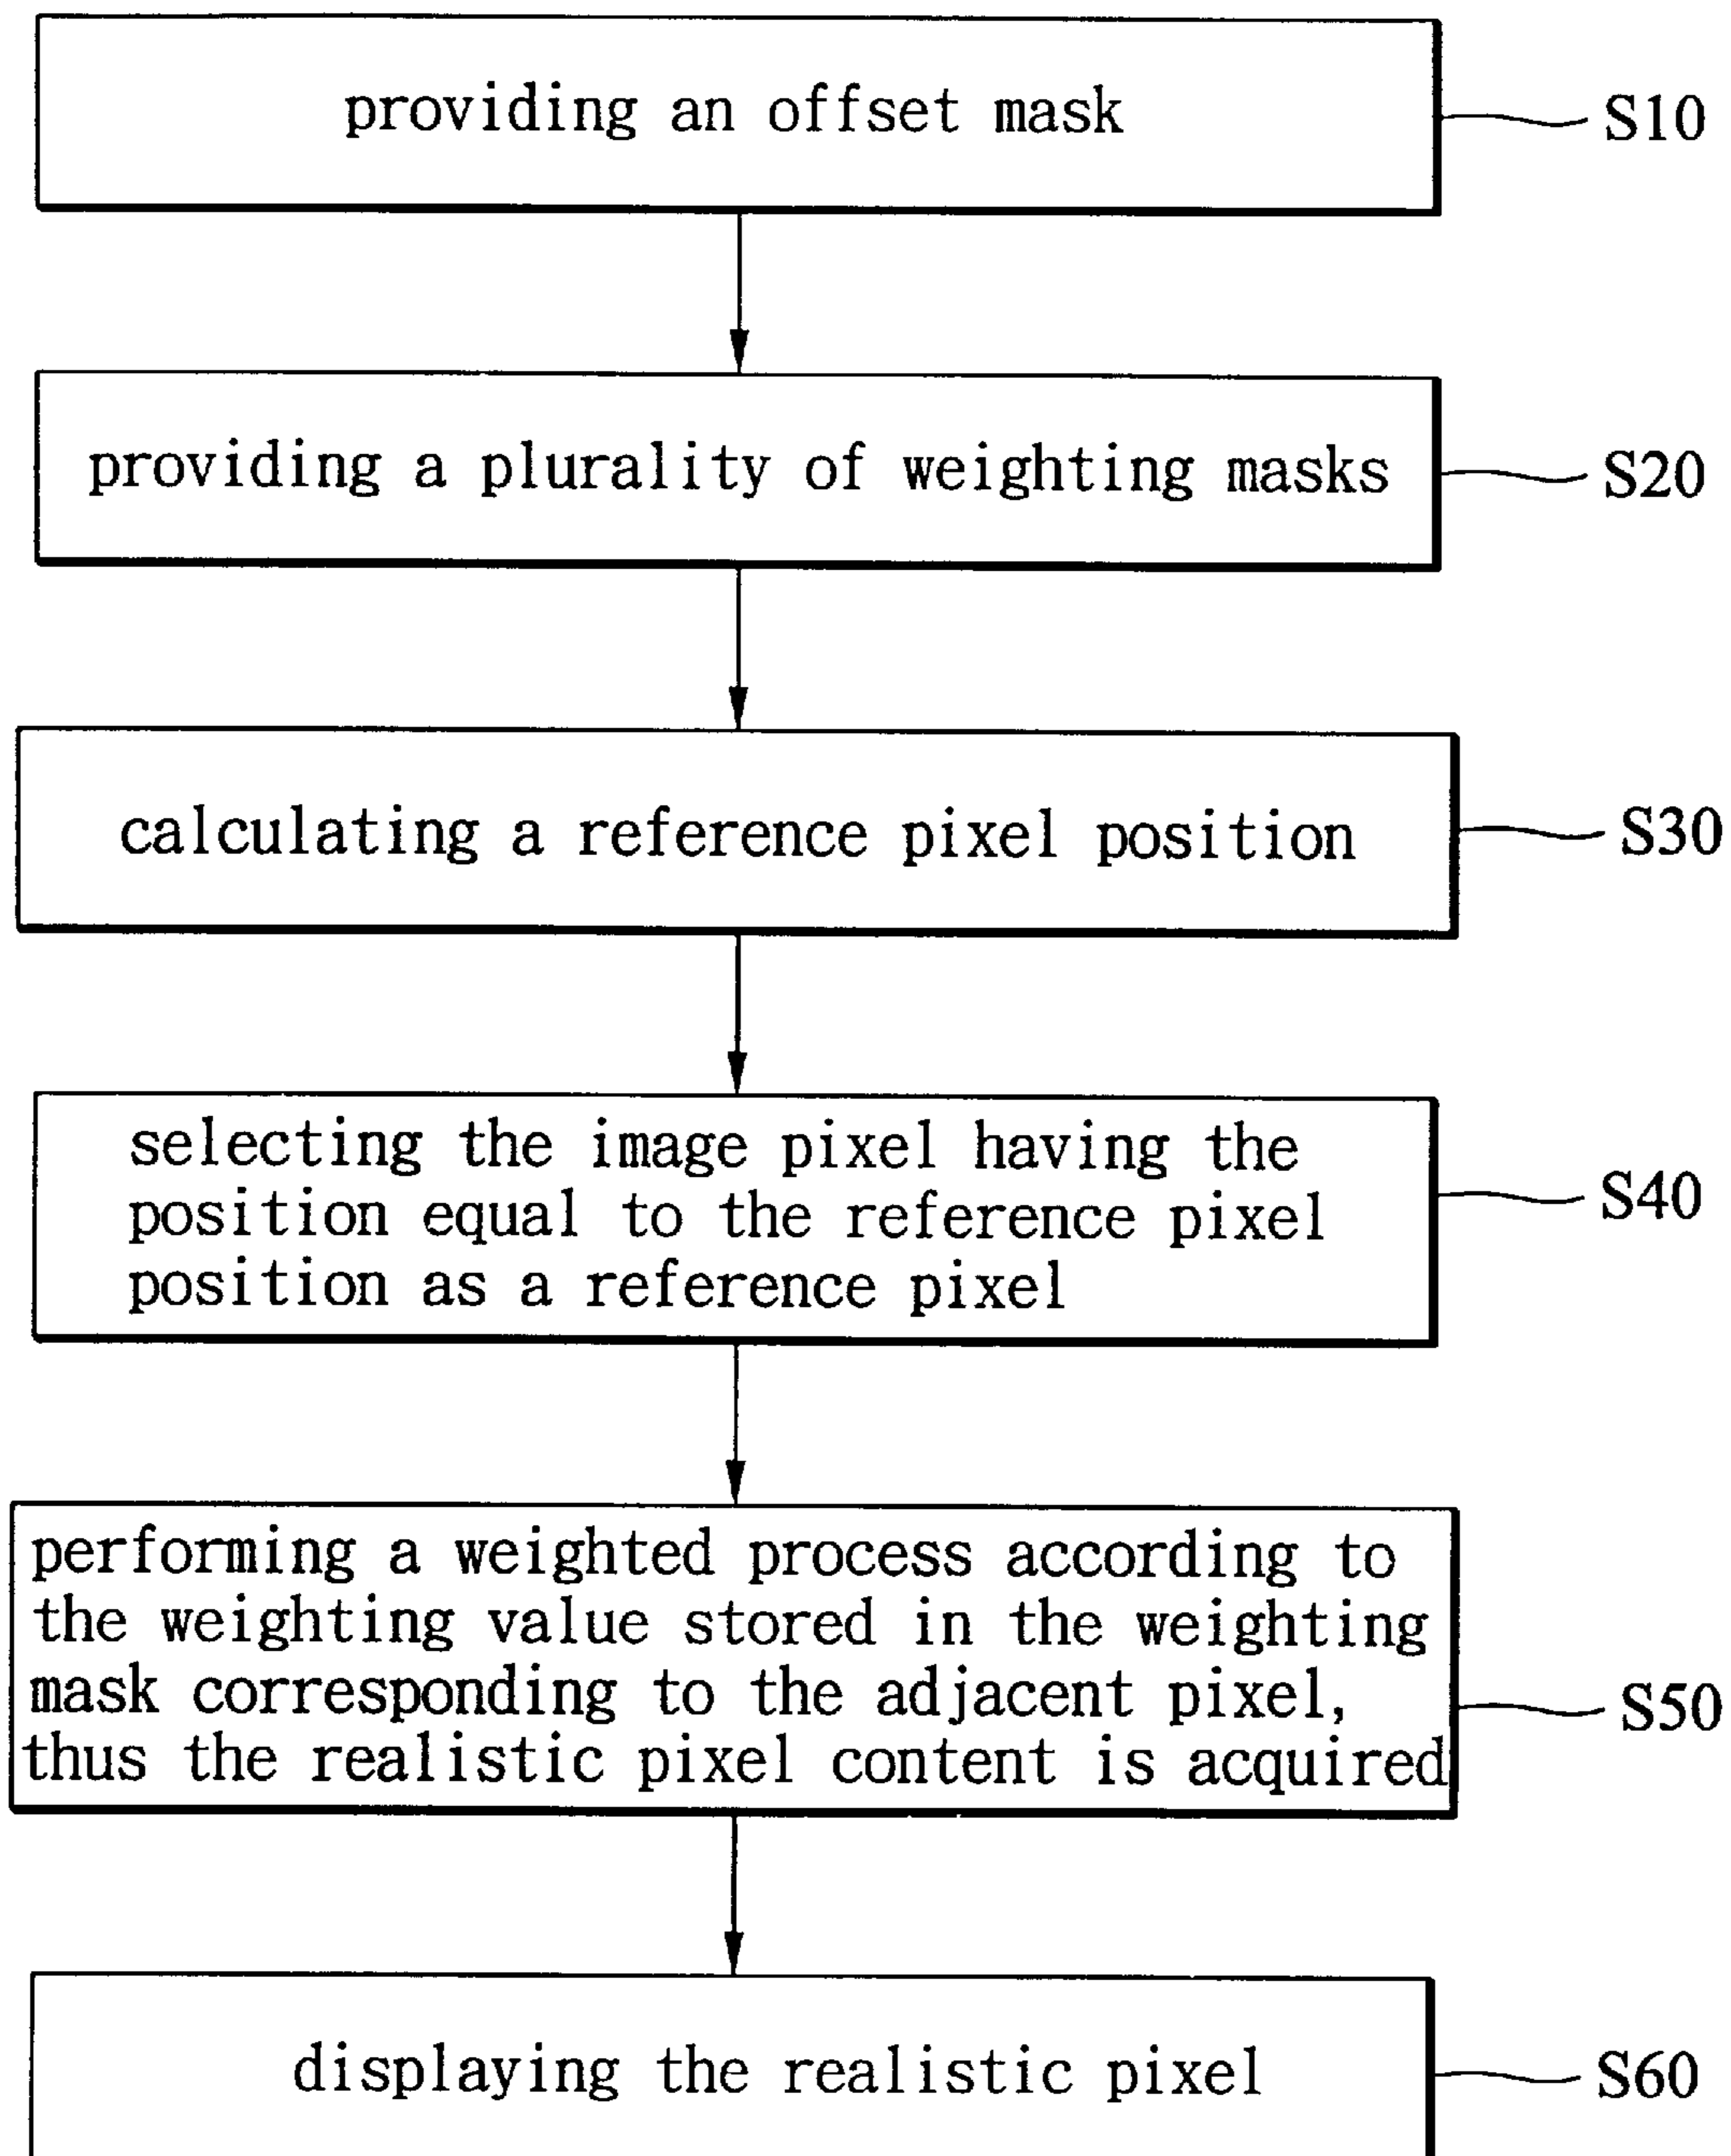 providing an offset mask
S10
providing a plurality of weighting masks
S20
calculating a reference pixel position
S30
selecting the image pixel having the
position equal to the reference pixel
position as a reference pixel
S40
performing a weighted process according to
the weighting value stored in the weighting
mask corresponding to the adjacent pixel,
thus the realistic pixel content is acquired
S50
displaying the realistic pixel
S60